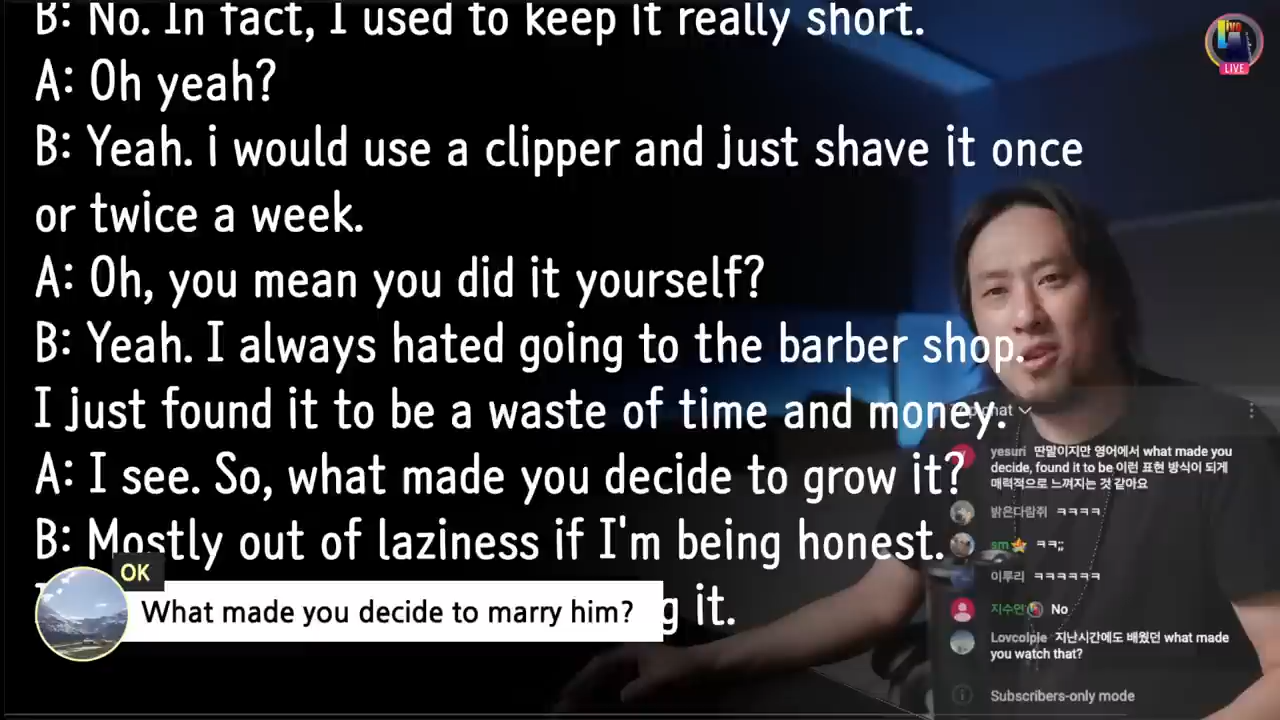 B: No. In fact, I used to keep it really short.
A: Oh yeah?
B: Yeah. i would use a clipper and just shave it once
or twice a week.
A: Oh, you mean you did it yourself?
B: Yeah. I always hated going to the barber shop.
I just found it to be a waste of time and money.
A: I see. So, what made you decide to grow it?
B: Mostly out of laziness if I'm being honest.
it.
OK
What made you decide to marry him?
Live
LIVE
chat
yesuri 딴말이지만 영어에서 what made you
decide, found it to be 이런 표현 방식이 되게
매력적으로 느껴지는 것 같아요
밝은다람쥐 ㅋㅋㅋㅋ
sm ㅋㅋ;;
이루리 ㅋㅋㅋㅋㅋㅋ
지수연 No
Lovcolpie 지난시간에도 배웠던 what made
you watch that?
Subscribers-only mode